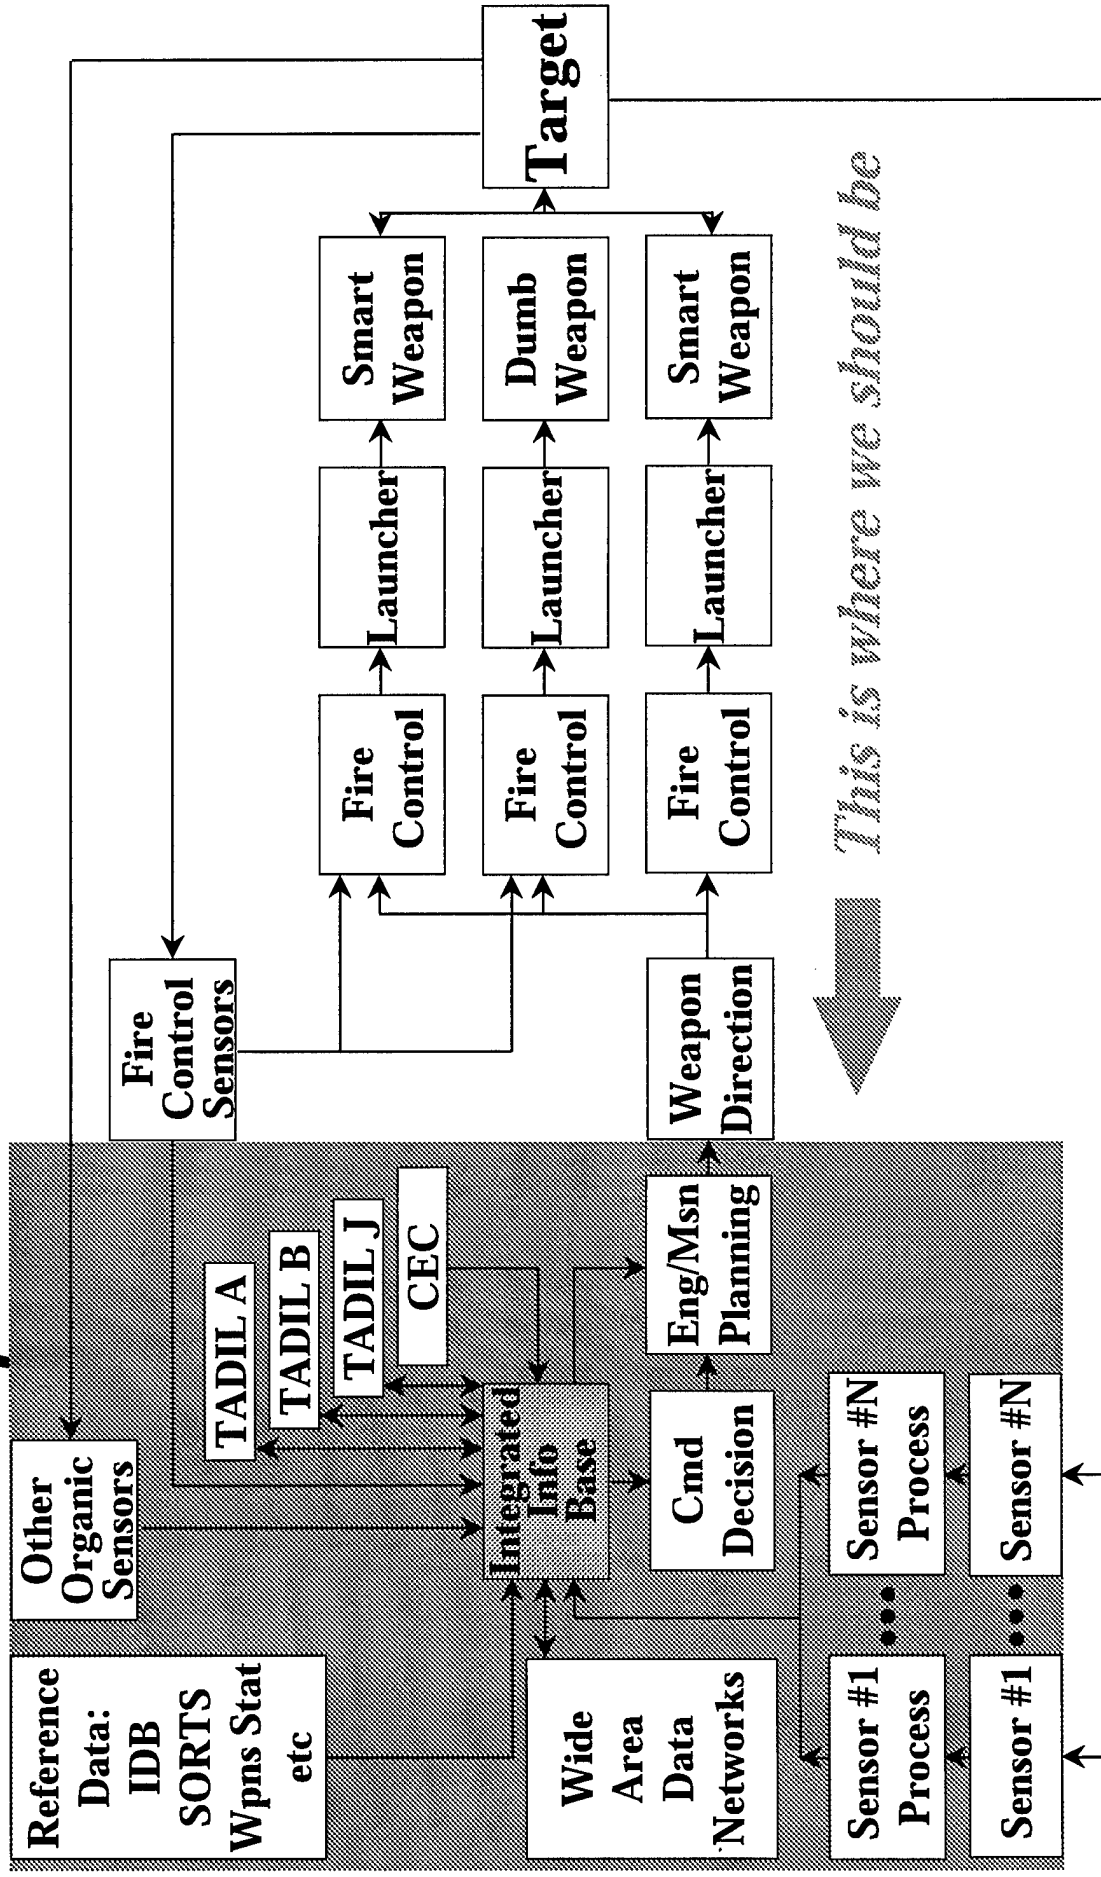 Reference
Data:
IDB
SORTS
Wpns Stat
etc
Other
Organic
Sensors
Fire
Control
Sensors
TADIL A
TADIL B
TADIL J
CEC
Integrated
Info
Base
Wide
Area
Data
Networks
Cmd
Decision
Eng/Msn
Planning
Weapon
Direction
Fire
Control
Launcher
Smart
Weapon
Fire
Control
Launcher
Dumb
Weapon
Fire
Control
Launcher
Smart
Weapon
Target
Sensor #1
Process
•••
Sensor #N
Process
Sensor #1
•••
Sensor #N
This is where we should be